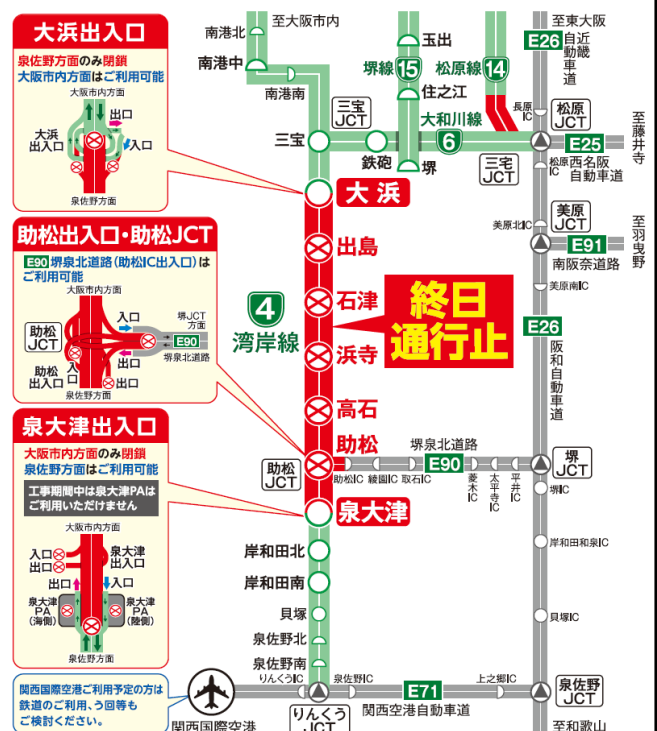 大浜出入口
泉佐野方面のみ閉鎖
大阪市内方面はご利用可能
大阪市内方面
出口
大浜
出入口
入口
泉佐野方面
助松出入口・助松JCT
E90 堺泉北道路(助松IC出入口)は
ご利用可能
大阪市内方面
入口
堺JCT
方面
助松
JCT
E90
出口
堺泉北道路
助松
出入口
入口
出口
泉佐野方面
泉大津出入口
大阪市内方面のみ閉鎖
泉佐野方面はご利用可能
工事期間中は泉大津PAは
ご利用いただけません
大阪市内方面
入口
出口
泉大津
出入口
出口
入口
泉大津
PA
(海側)
泉大津
PA
(陸側)
泉佐野方面
関西国際空港ご利用予定の方は
鉄道のご利用、う回等も
ご検討ください。
至大阪市内
南港北
南港中
南港南
三宝
JCT
三宝
鉄砲
玉出
堺線
15
住之江
堺
松原線
14
大和川線
6
三宅
JCT
大浜
出島
石津
浜寺
高石
助松
助松
JCT
泉大津
4
湾岸線
終日
通行止
岸和田北
岸和田南
貝塚
泉佐野北
泉佐野南
りんくうIC
りんくう
JCT
関西国際空港
泉佐野IC
E71
関西空港自動車道
上之郷IC
泉佐野
JCT
至和歌山
堺泉北道路
助松IC
綾園IC
取石IC
E90
菱木IC
太平寺IC
平井IC
堺
JCT
堺IC
岸和田和泉IC
貝塚IC
至東大阪
E26
近畿自動車道
長原
IC
松原
JCT
E25
至藤井寺
松原
IC
西名阪
自動車道
美原北IC
美原
JCT
E91
至羽曳野
南阪奈道路
美原南IC
E26
阪和自動車道